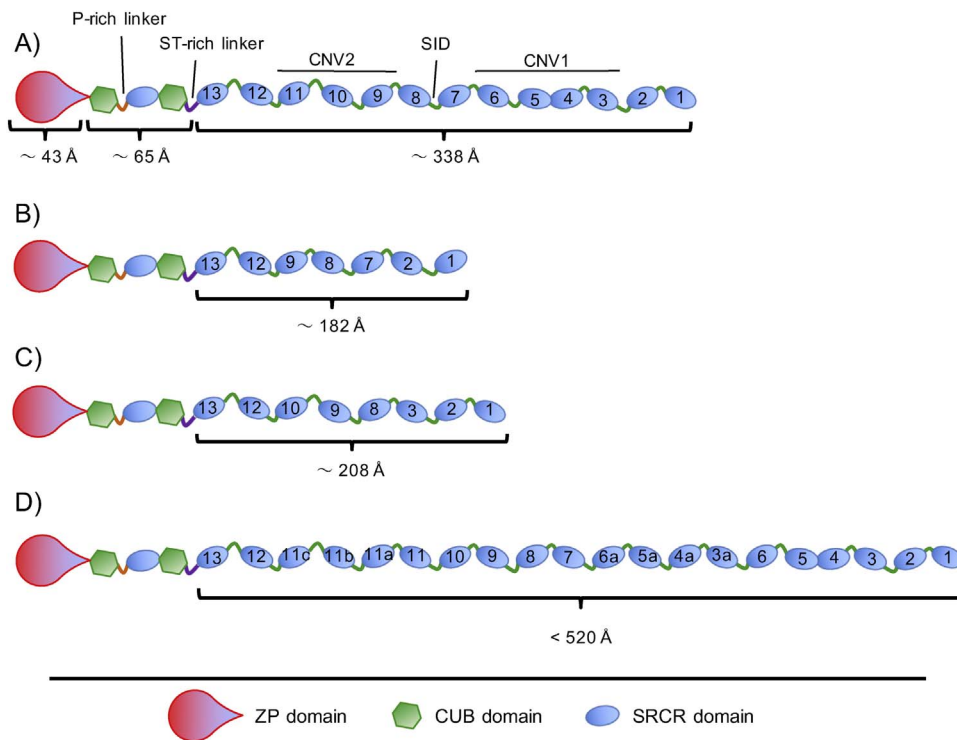 P-rich linker
A)
ST-rich linker
CNV2
SID
CNV1
13 12 11 10 9 8 7 6 5 4 3 2 1
~ 43 Å ~ 65 Å ~ 338 Å
B)
13 12 9 8 7 2 1
~ 182 Å
C)
13 12 10 9 8 3 2 1
~ 208 Å
D)
13 12 11c 11b 11a 11 10 9 8 7 6a 5a 4a 3a 6 5 4 3 2 1
< 520 Å
ZP domain CUB domain SRCR domain